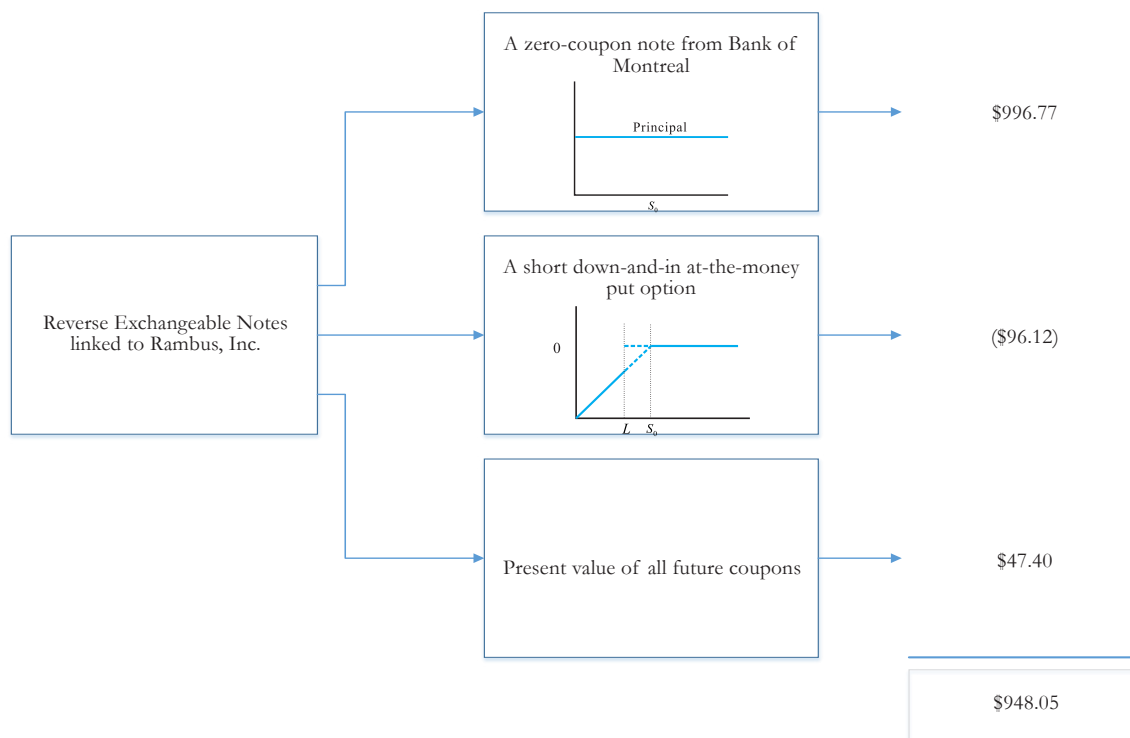 A zero-coupon note from Bank of
Montreal
Principal
S₀
$996.77
Reverse Exchangeable Notes
linked to Rambus, Inc.
A short down-and-in at-the-money
put option
0
L S₀
($96.12)
Present value of all future coupons
$47.40
$948.05